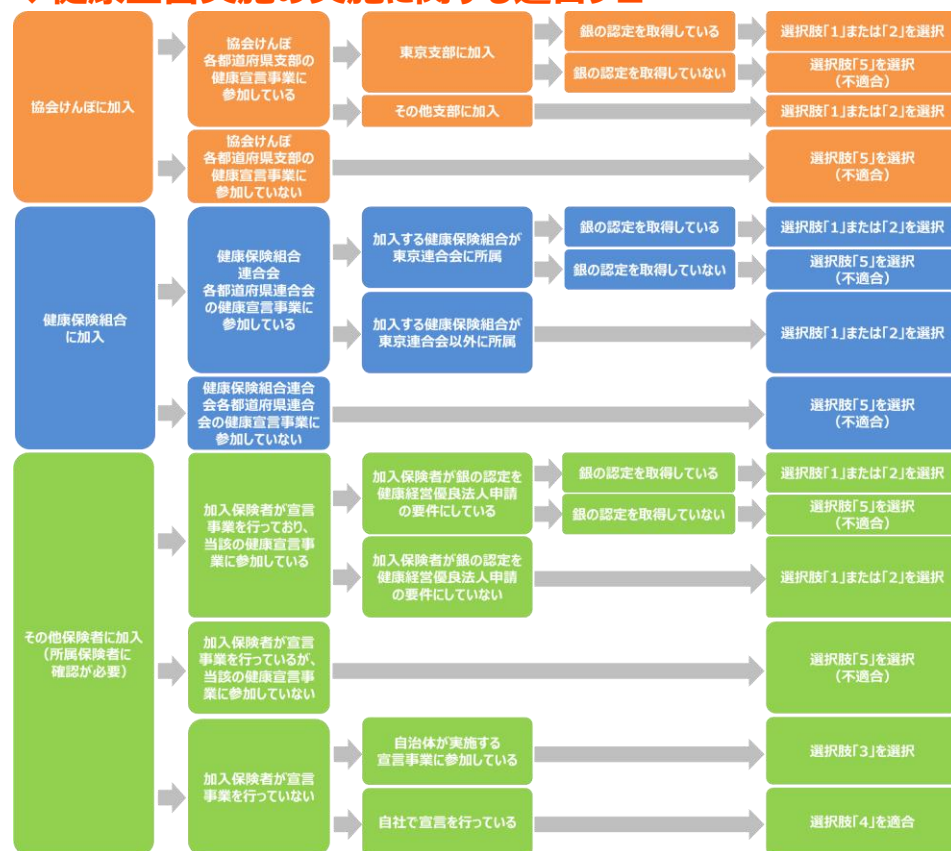 協会けんぽに加入
協会けんぽ
各都道府県支部の
健康宣言事業に
参加している
東京支部に加入
銀の認定を取得している
選択肢「1」または「2」を選択
銀の認定を取得していない
選択肢「5」を選択
(不適合)
その他支部に加入
選択肢「1」または「2」を選択
協会けんぽ
各都道府県支部の
健康宣言事業に
参加していない
選択肢「5」を選択
(不適合)
健康保険組合
に加入
健康保険組合
連合会
各都道府県連合会
の健康宣言事業に
参加している
加入する健康保険組合が
東京連合会に所属
銀の認定を取得している
選択肢「1」または「2」を選択
銀の認定を取得していない
選択肢「5」を選択
(不適合)
加入する健康保険組合が
東京連合会以外に所属
選択肢「1」または「2」を選択
健康保険組合連合
会各都道府県連合
会の健康宣言事業に
参加していない
選択肢「5」を選択
(不適合)
その他保険者に加入
(所属保険者に
確認が必要)
加入保険者が宣言
事業を行っており、
当該の健康宣言事
業に参加している
加入保険者が銀の認定を
健康経営優良法人申請
の要件にしている
銀の認定を取得している
選択肢「1」または「2」を選択
銀の認定を取得していない
選択肢「5」を選択
(不適合)
加入保険者が銀の認定を
健康経営優良法人申請
の要件にしていない
選択肢「1」または「2」を選択
加入保険者が宣言
事業を行っているが、
当該の健康宣言事
業に参加していない
選択肢「5」を選択
(不適合)
加入保険者が宣言
事業を行っていない
自治体が実施する
宣言事業に参加している
選択肢「3」を選択
自社で宣言を行っている
選択肢「4」を適合